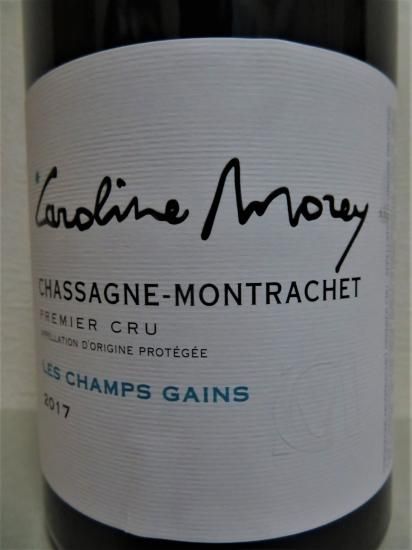 Caroline Morey
CHASSAGNE-MONTRACHET
PREMIER CRU
APPELLATION D'ORIGINE PROTÉGÉE
LES CHAMPS GAINS
2017